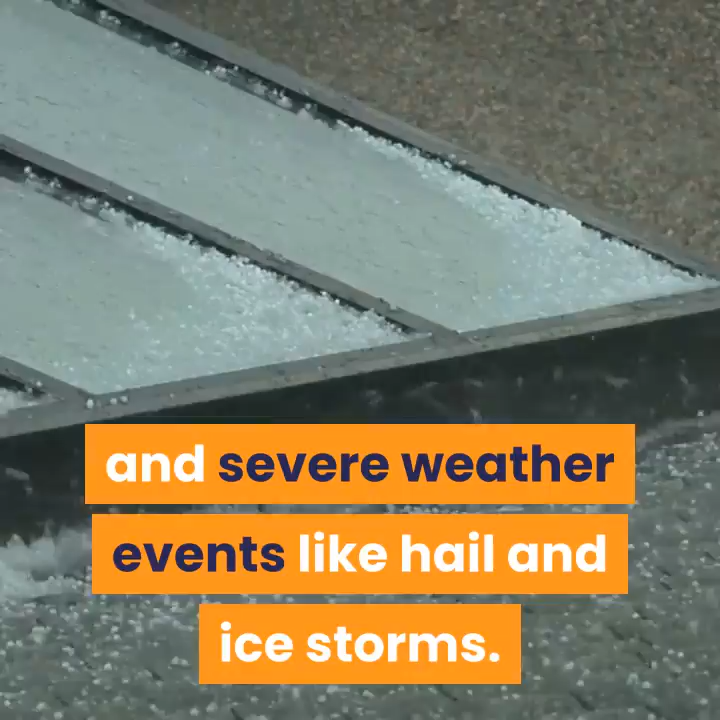 and severe weather
events like hail and
ice storms.